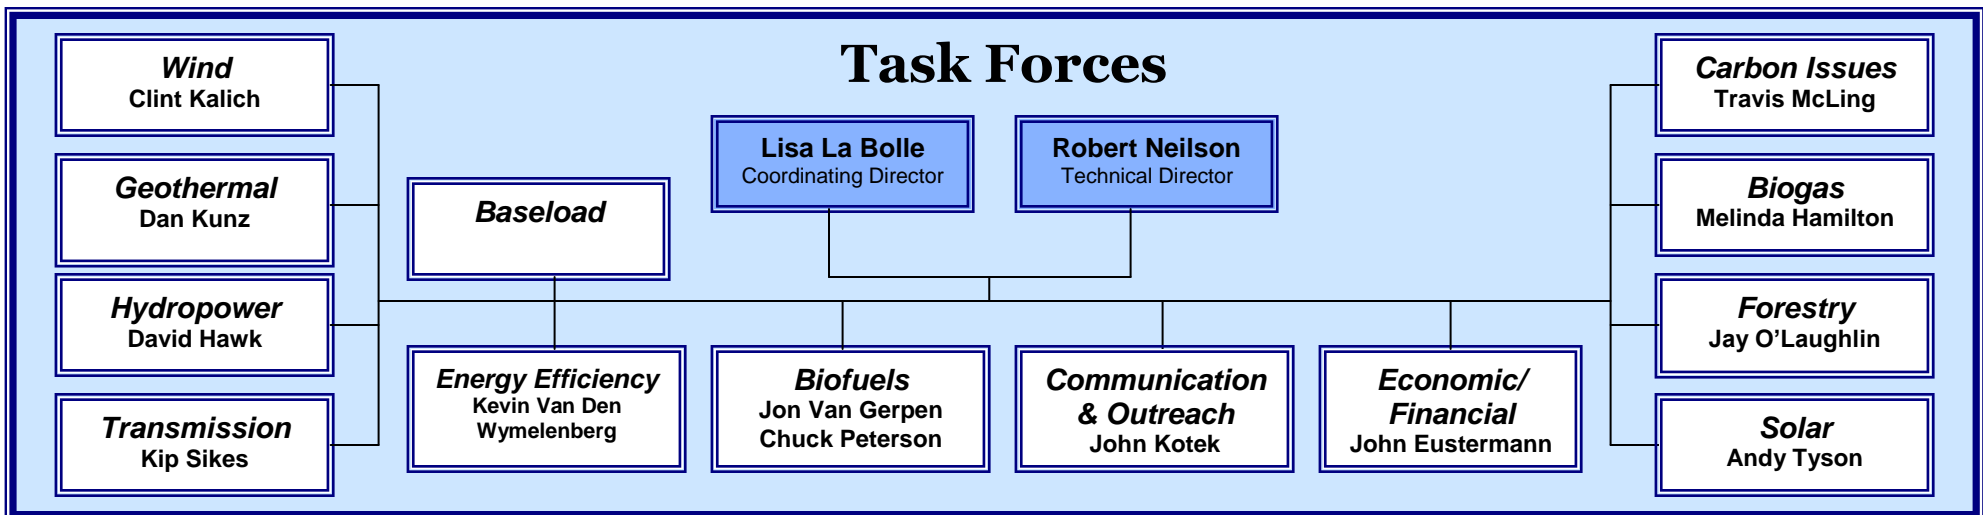 Task Forces
Wind
Clint Kalich
Geothermal
Dan Kunz
Hydropower
David Hawk
Transmission
Kip Sikes
Baseload
Lisa La Bolle
Coordinating Director
Robert Neilson
Technical Director
Energy Efficiency
Kevin Van Den
Wymelenberg
Biofuels
Jon Van Gerpen
Chuck Peterson
Communication
& Outreach
John Kotek
Economic/
Financial
John Eustermann
Carbon Issues
Travis McLing
Biogas
Melinda Hamilton
Forestry
Jay O’Laughlin
Solar
Andy Tyson